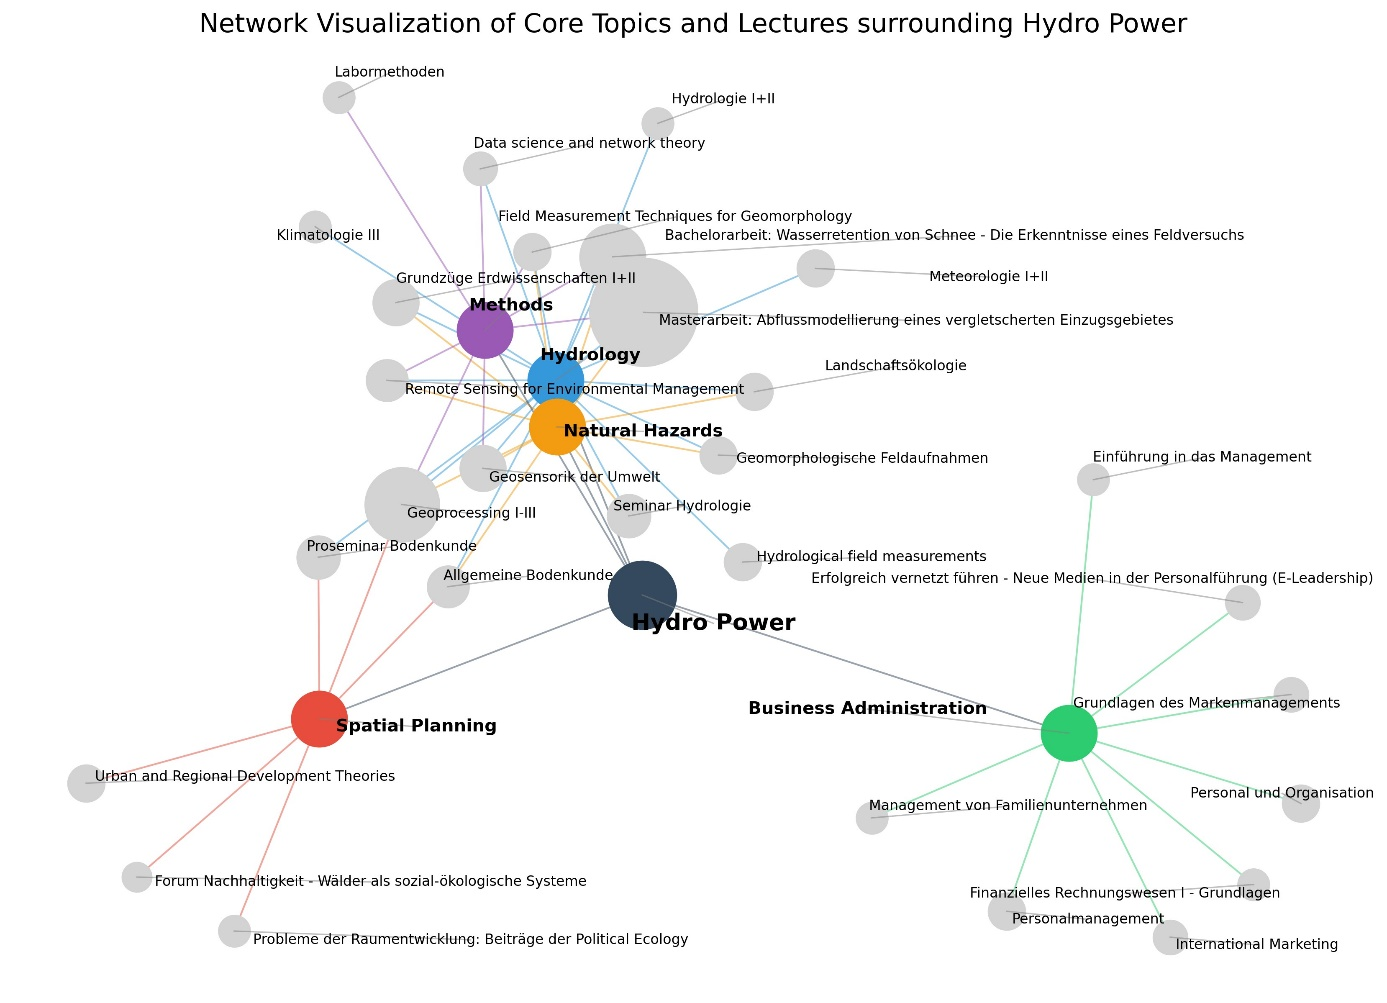 Network Visualization of Core Topics and Lectures surrounding Hydro Power
Labormethoden
Hydrologie I+II
Data science and network theory
Field Measurement Techniques for Geomorphology
Klimatologie III
Bachelorarbeit: Wasserretention von Schnee - Die Erkenntnisse eines Feldversuchs
Grundzüge Erdwissenschaften I+II
Meteorologie I+II
Methods
Masterarbeit: Abflussmodellierung eines vergletscherten Einzugsgebietes
Hydrology
Landschaftsökologie
Remote Sensing for Environmental Management
Natural Hazards
Geomorphologische Feldaufnahmen
Einführung in das Management
Geosensorik der Umwelt
Seminar Hydrologie
Geoprocessing I-III
Proseminar Bodenkunde
Hydrological field measurements
Allgemeine Bodenkunde
Erfolgreich vernetzt führen - Neue Medien in der Personalführung (E-Leadership)
Hydro Power
Grundlagen des Markenmanagements
Business Administration
Spatial Planning
Urban and Regional Development Theories
Personal und Organisation
Management von Familienunternehmen
Forum Nachhaltigkeit - Wälder als sozial-ökologische Systeme
Finanzielles Rechnungswesen I - Grundlagen
Personalmanagement
Probleme der Raumentwicklung: Beiträge der Political Ecology
International Marketing